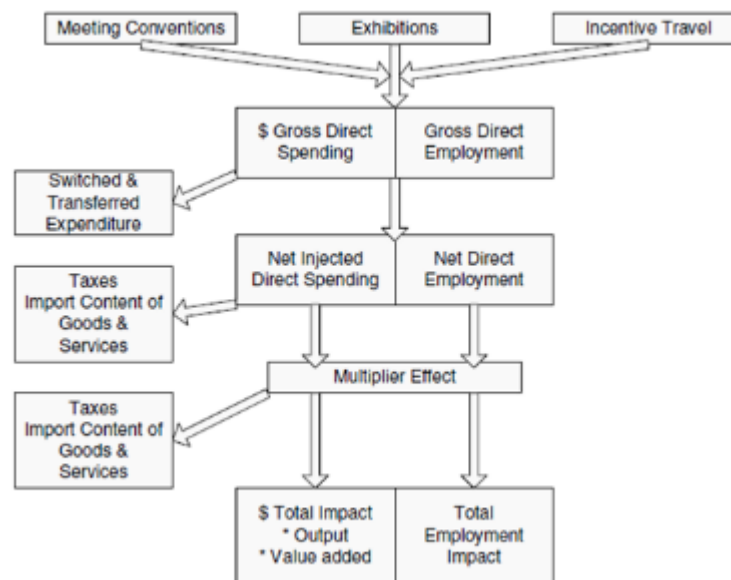 Meeting Conventions
Exhibitions
Incentive Travel
$ Gross Direct
Spending
Gross Direct
Employment
Switched &
Transferred
Expenditure
Net Injected
Direct Spending
Net Direct
Employment
Taxes
Import Content of
Goods &
Services
Multiplier Effect
Taxes
Import Content of
Goods &
Services
$ Total Impact
* Output
* Value added
Total
Employment
Impact